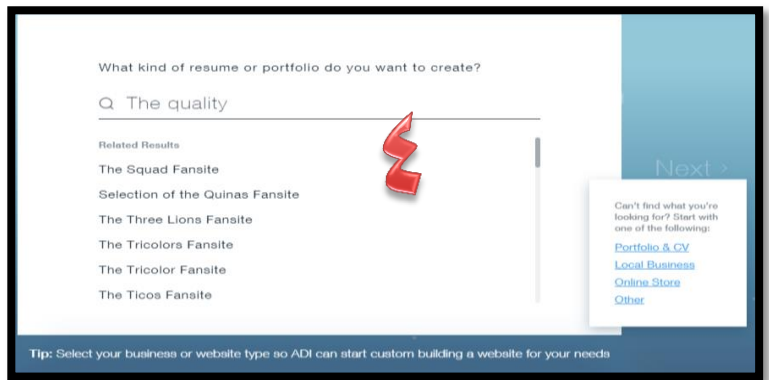 What kind of resume or portfolio do you want to create?
The quality
Related Results
The Squad Fansite
Selection of the Quinas Fansite
The Three Lions Fansite
The Tricolors Fansite
The Tricolor Fansite
The Ticos Fansite
٤
Next >
Can't find what you're
looking for? Start with
one of the following:
Portfolio & CV
Local Business
Online Store
Other
Tip: Select your business or website type so ADI can start custom building a website for your needs